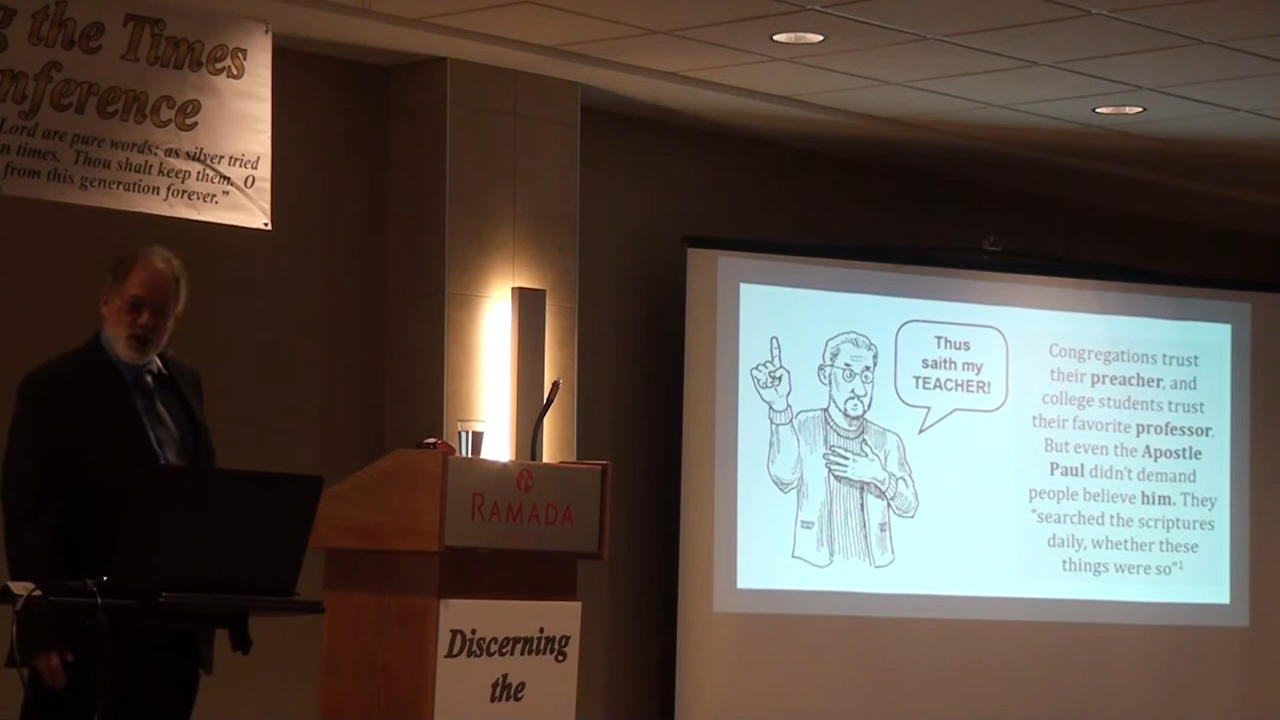 g the Times
nference
Lord are pure words: as silver tried
n times. Thou shalt keep them, O
from this generation forever."
RAMADA
Discerning
the
Thus
saith my
TEACHER!
Congregations trust
their preacher, and
college students trust
their favorite professor.
But even the Apostle
Paul didn't demand
people believe him. They
"searched the scriptures
daily, whether these
things were so"1